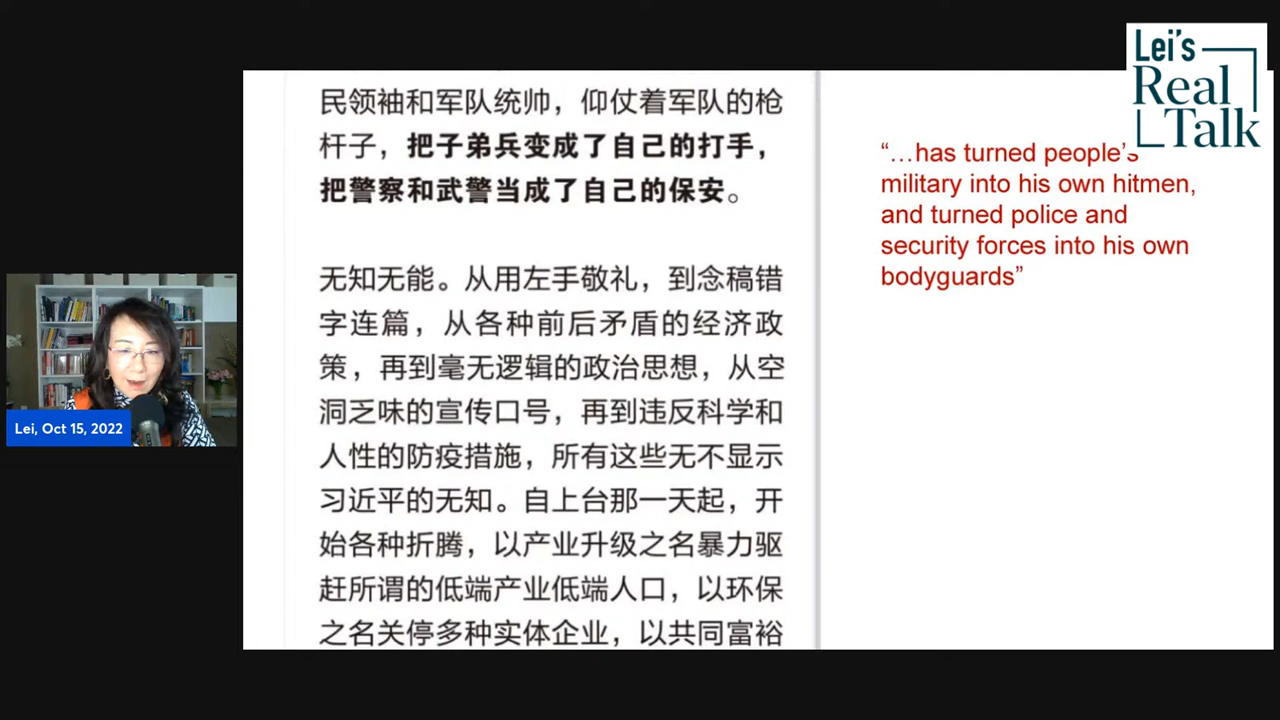 Lei's
Real
Talk
民领袖和军队统帅，仰仗着军队的枪
杆子，把子弟兵变成了自己的打手，
把警察和武警当成了自己的保安。
无知无能。从用左手敬礼，到念稿错
字连篇，从各种前后矛盾的经济政
策，再到毫无逻辑的政治思想，从空
洞乏味的宣传口号，再到违反科学和
人性的防疫措施，所有这些无不显示
习近平的无知。自上台那一天起，开
始各种折腾，以产业升级之名暴力驱
赶所谓的低端产业低端人口，以环保
之名关停多种实体企业，以共同富裕
“…has turned people's
military into his own hitmen,
and turned police and
security forces into his own
bodyguards”
Lei, Oct 15, 2022